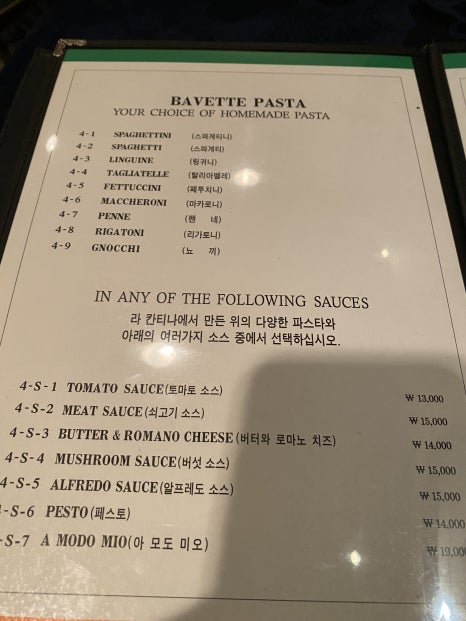 BAVETTE PASTA
YOUR CHOICE OF HOMEMADE PASTA
4-1 SPAGHETTINI (스파게티니)
4-2 SPAGHETTI (스파게티)
4-3 LINGUINE (링귀니)
4-4 TAGLIATELLE (탈리아텔레)
4-5 FETTUCCINI (페투치니)
4-6 MACCHERONI (마카로니)
4-7 PENNE (펜 네)
4-8 RIGATONI (리가토니)
4-9 GNOCCHI (뇨 끼)
IN ANY OF THE FOLLOWING SAUCES
라 칸티나에서 만든 위의 다양한 파스타와
아래의 여러가지 소스 중에서 선택하십시오.
4-S-1 TOMATO SAUCE(토마토 소스) ₩ 13,000
4-S-2 MEAT SAUCE(쇠고기 소스) ₩ 15,000
4-S-3 BUTTER & ROMANO CHEESE(버터와 로마노 치즈) ₩ 14,000
4-S-4 MUSHROOM SAUCE(버섯 소스) ₩ 15,000
4-S-5 ALFREDO SAUCE(알프레도 소스) ₩ 15,000
-S-6 PESTO(페스토) ₩ 14,000
-S-7 A MODO MIO(아 모도 미오)